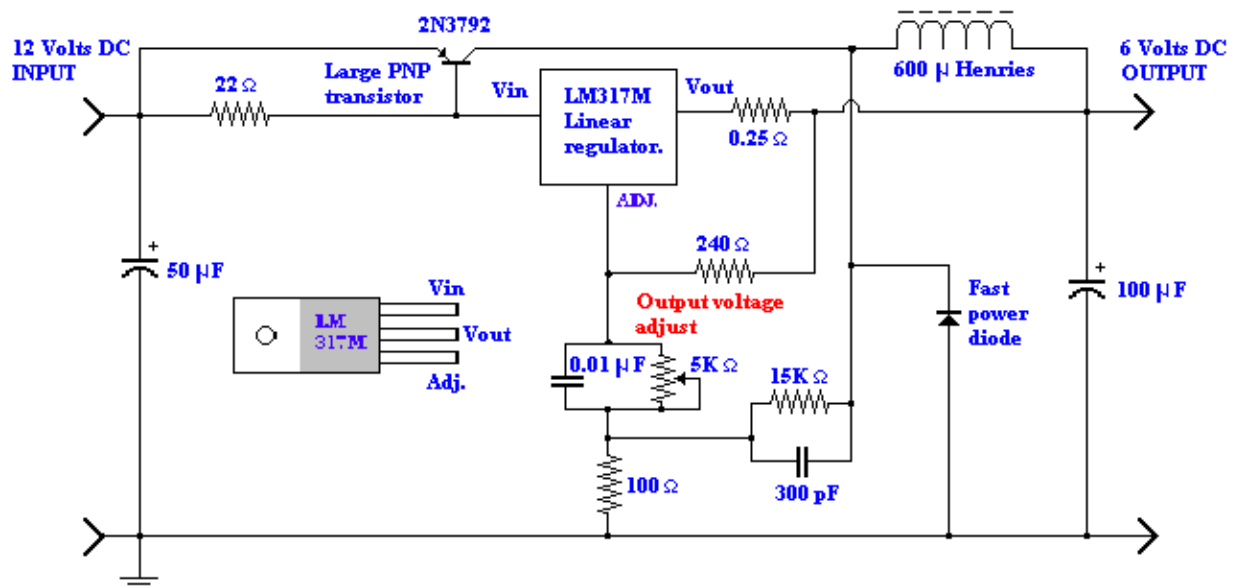 2N3792
12 Volts DC
INPUT
6 Volts DC
OUTPUT
22 Ω
Large PNP
transistor
Vin
LM317M
Linear
regulator.
Vout
600 µ Henries
0.25 Ω
ADJ.
240 Ω
50 µF
+
Vin
LM
317M
Vout
Adj.
Output voltage
adjust
Fast
power
diode
+
100 µF
0.01 µF
5K Ω
15K Ω
300 pF
100 Ω